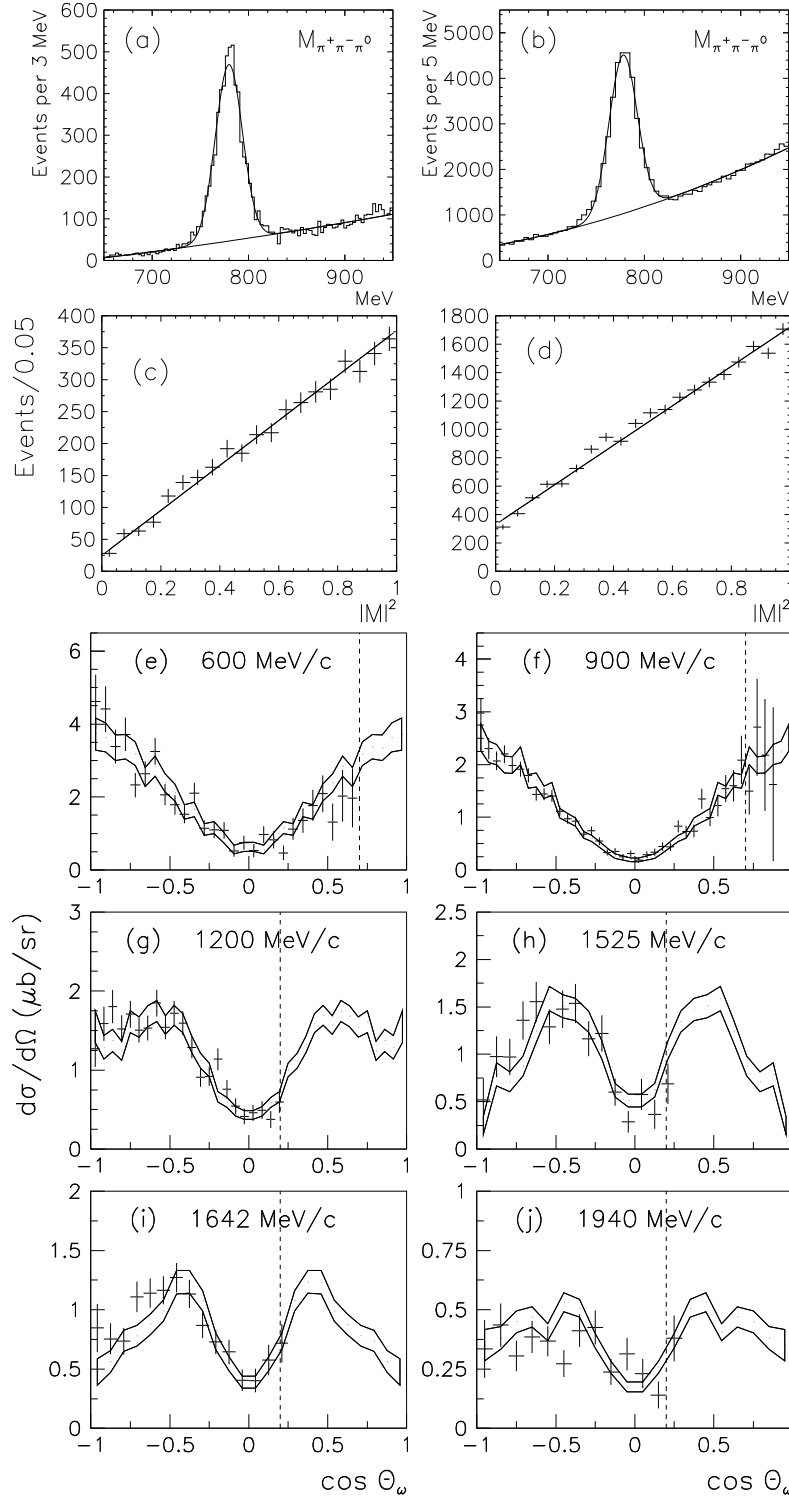 (a) M π⁺π⁻π⁰
Events per 3 MeV
600
500
400
300
200
100
0
700 800 900
MeV
(b) M π⁺π⁻π⁰
Events per 5 MeV
5000
4000
3000
2000
1000
0
700 800 900
MeV
(c)
Events/0.05
400
350
300
250
200
150
100
50
0
0 0.2 0.4 0.6 0.8 1
|M|²
(d)
1800
1600
1400
1200
1000
800
600
400
200
0
0 0.2 0.4 0.6 0.8 1
|M|²
(e) 600 MeV/c
6
4
2
0
-1 -0.5 0 0.5 1
(f) 900 MeV/c
4
3
2
1
0
-1 -0.5 0 0.5
dσ/dΩ (μb/sr)
(g) 1200 MeV/c
3
2
1
0
-1 -0.5 0 0.5 1
(h) 1525 MeV/c
2.5
2
1.5
1
0.5
0
-1 -0.5 0 0.5
(i) 1642 MeV/c
2
1.5
1
0.5
0
-1 -0.5 0 0.5 1
cos Θω
(j) 1940 MeV/c
1
0.75
0.5
0.25
0
-1 -0.5 0 0.5
cos Θω